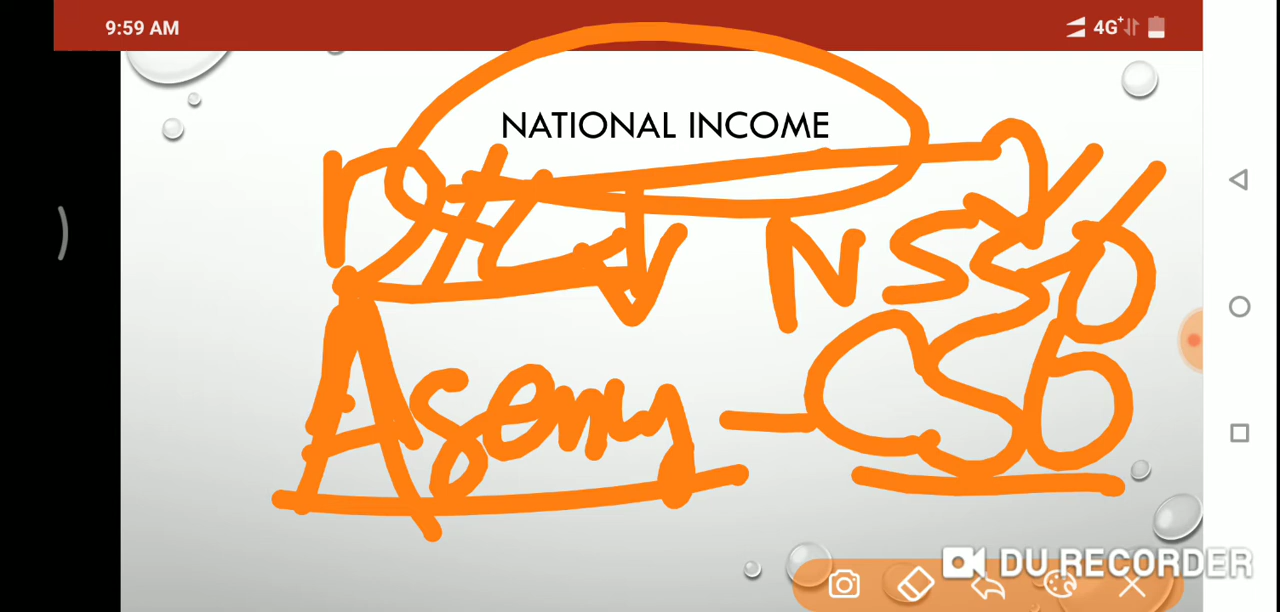 9:59 AM 4G+
NATIONAL INCOME
NSSO
Agency - CSO
DU RECORDER